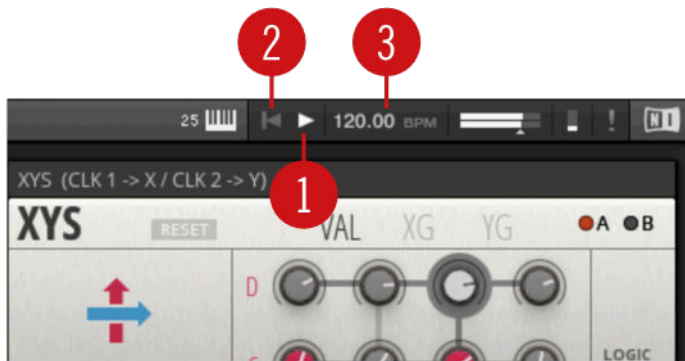 2 3
25 120.00 BPM ! NI
1
XYS (CLK 1 -> X / CLK 2 -> Y)
XYS RESET VAL XG YG A B
D
LOGIC